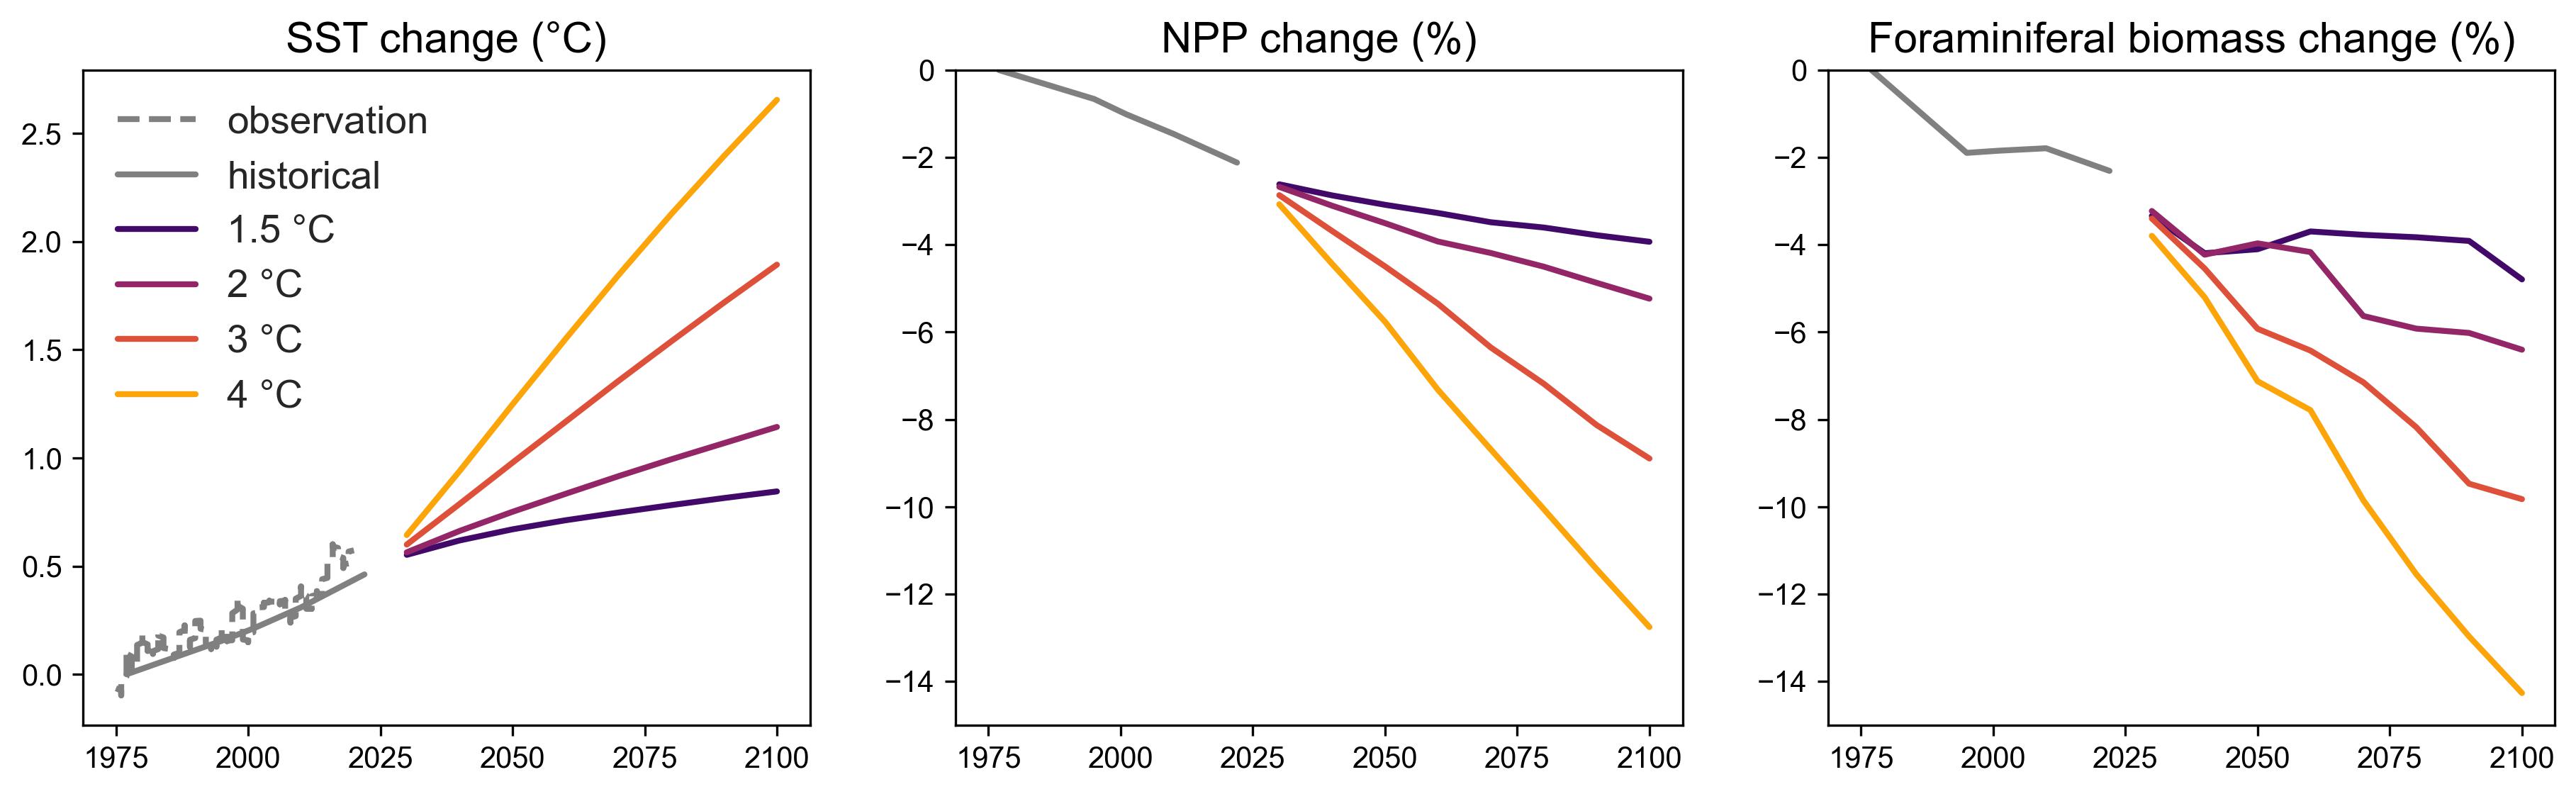 SST change (°C)
2.5
2.0
1.5
1.0
0.5
0.0
observation
historical
1.5 °C
2 °C
3 °C
4 °C
1975 2000 2025 2050 2075 2100
NPP change (%)
0
−2
−4
−6
−8
−10
−12
−14
1975 2000 2025 2050 2075 2100
Foraminiferal biomass change (%)
0
−2
−4
−6
−8
−10
−12
−14
1975 2000 2025 2050 2075 2100